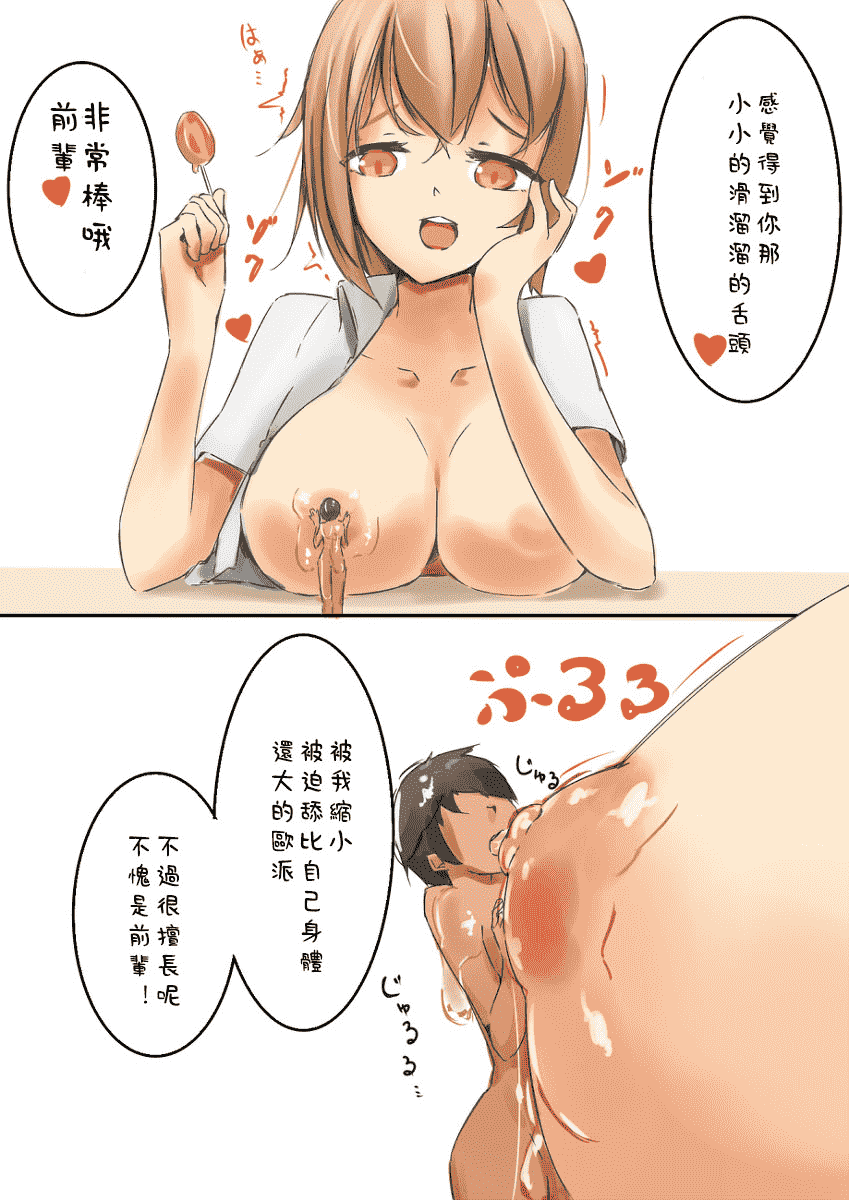 感覺得到你那
小小的滑溜溜的舌頭
はぁ…
ゾク
ゾク
非常棒哦
前輩
ぷーるる
じゅる
被我縮小
被迫舔比自己身體
還大的歐派
不過很擅長呢
不愧是前輩！
じゅるる…